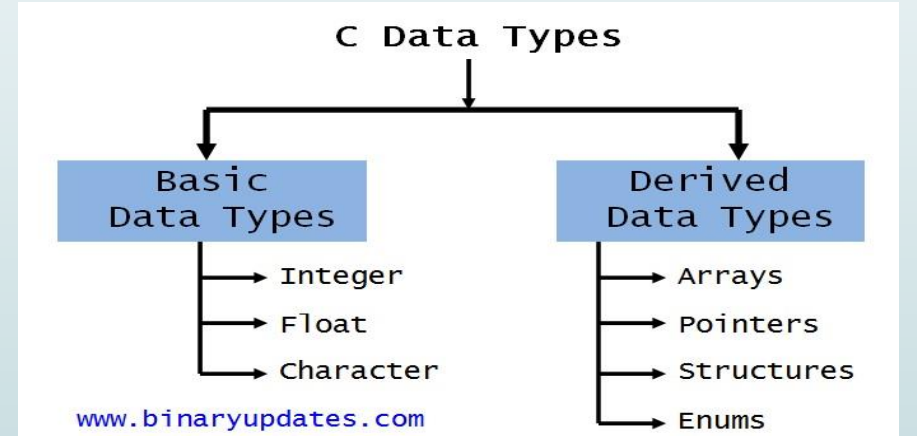 C Data Types
Basic
Data Types
Integer
Float
Character
Derived
Data Types
Arrays
Pointers
Structures
Enums
www.binaryupdates.com